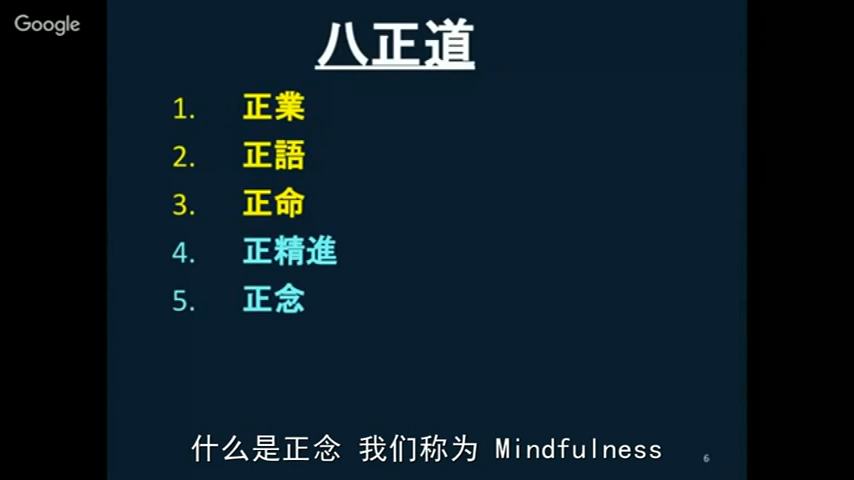 Google
八正道
1. 正業
2. 正語
3. 正命
4. 正精進
5. 正念
什么是正念 我们称为 Mindfulness
6